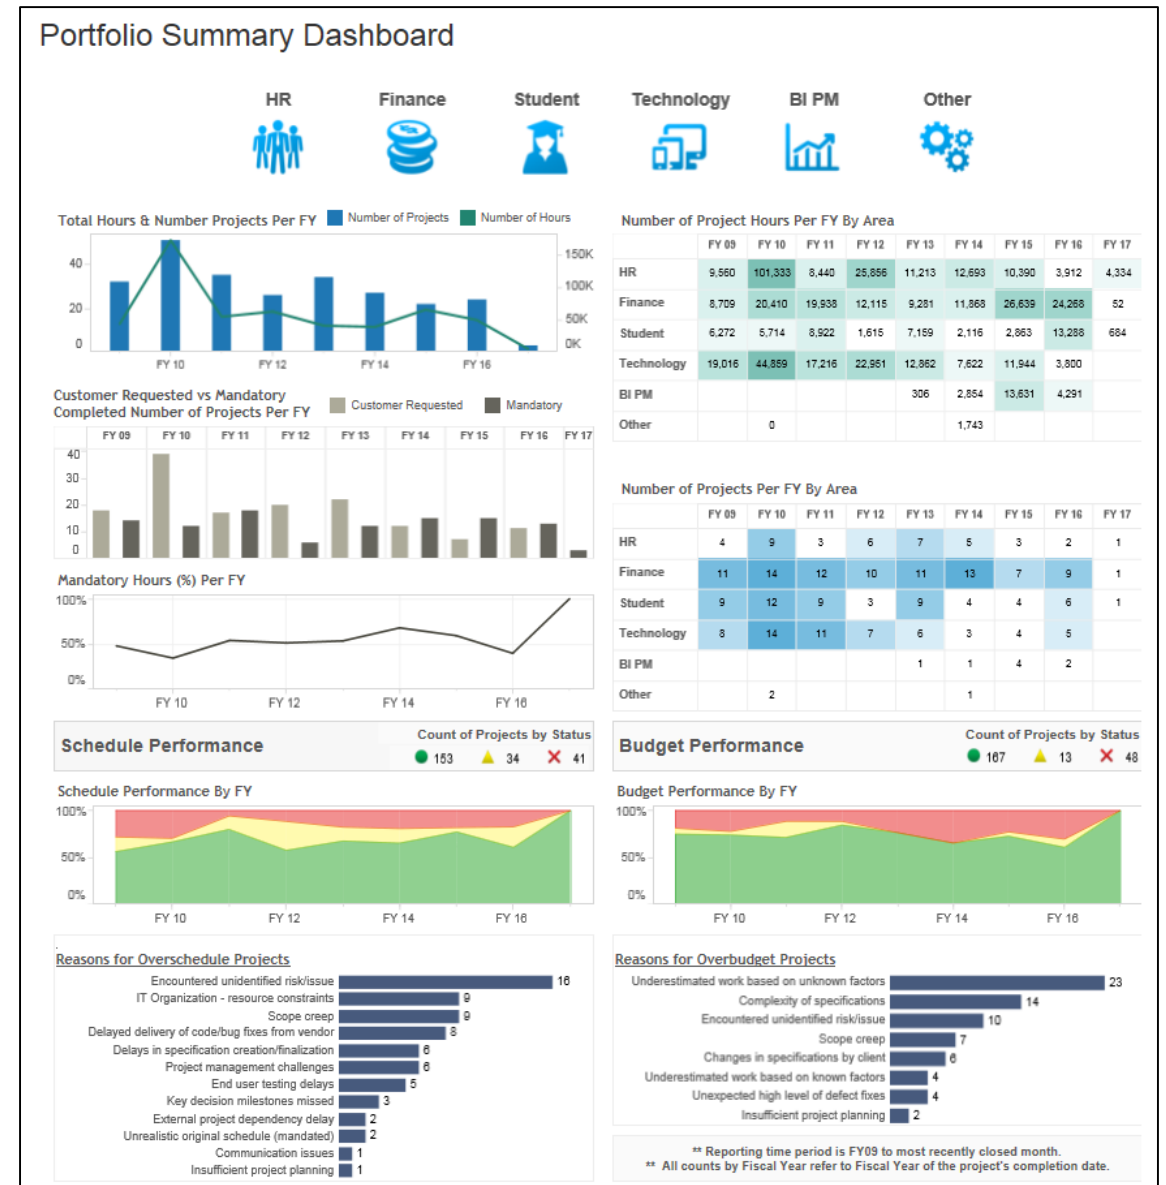 Portfolio Summary Dashboard
HR Finance Student Technology BI PM Other
Total Hours & Number Projects Per FY Number of Projects Number of Hours
40
20
0
150K
100K
50K
0K
FY 10 FY 12 FY 14 FY 16
Customer Requested vs Mandatory
Completed Number of Projects Per FY Customer Requested Mandatory
FY 09 FY 10 FY 11 FY 12 FY 13 FY 14 FY 15 FY 16 FY 17
40
30
20
10
0
Mandatory Hours (%) Per FY
100%
50%
0%
FY 10 FY 12 FY 14 FY 16
Number of Project Hours Per FY By Area
FY 09 FY 10 FY 11 FY 12 FY 13 FY 14 FY 15 FY 16 FY 17
HR 9,560 101,333 8,440 25,856 11,213 12,693 10,390 3,912 4,334
Finance 8,709 20,410 19,938 12,115 9,281 11,868 26,639 24,268 52
Student 6,272 5,714 8,922 1,615 7,159 2,116 2,863 13,288 684
Technology 19,016 44,859 17,216 22,951 12,862 7,622 11,944 3,800
BI PM 306 2,854 13,631 4,291
Other 0 1,743
Number of Projects Per FY By Area
FY 09 FY 10 FY 11 FY 12 FY 13 FY 14 FY 15 FY 16 FY 17
HR 4 9 3 6 7 5 3 2 1
Finance 11 14 12 10 11 13 7 9 1
Student 9 12 9 3 9 4 4 6 1
Technology 8 14 11 7 6 3 4 5
BI PM 1 1 4 2
Other 2 1
Schedule Performance
Count of Projects by Status
153 34 41
Schedule Performance By FY
100%
50%
0%
FY 10 FY 12 FY 14 FY 16
Budget Performance
Count of Projects by Status
167 13 48
Budget Performance By FY
100%
50%
0%
FY 10 FY 12 FY 14 FY 16
Reasons for Overschedule Projects
Encountered unidentified risk/issue 16
IT Organization - resource constraints 9
Scope creep 9
Delayed delivery of code/bug fixes from vendor 8
Delays in specification creation/finalization 6
Project management challenges 6
End user testing delays 5
Key decision milestones missed 3
External project dependency delay 2
Unrealistic original schedule (mandated) 2
Communication issues 1
Insufficient project planning 1
Reasons for Overbudget Projects
Underestimated work based on unknown factors 23
Complexity of specifications 14
Encountered unidentified risk/issue 10
Scope creep 7
Changes in specifications by client 6
Underestimated work based on known factors 4
Unexpected high level of defect fixes 4
Insufficient project planning 2
** Reporting time period is FY09 to most recently closed month.
** All counts by Fiscal Year refer to Fiscal Year of the project's completion date.